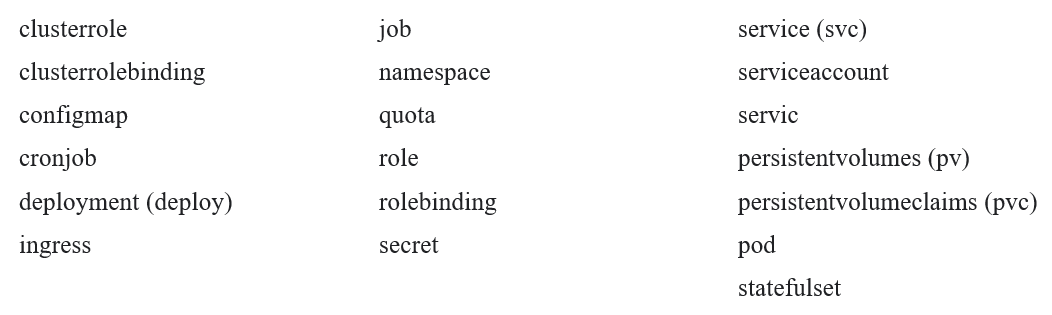 clusterrole
clusterrolebinding
configmap
cronjob
deployment (deploy)
ingress
job
namespace
quota
role
rolebinding
secret
service (svc)
serviceaccount
servic
persistentvolumes (pv)
persistentvolumeclaims (pvc)
pod
statefulset